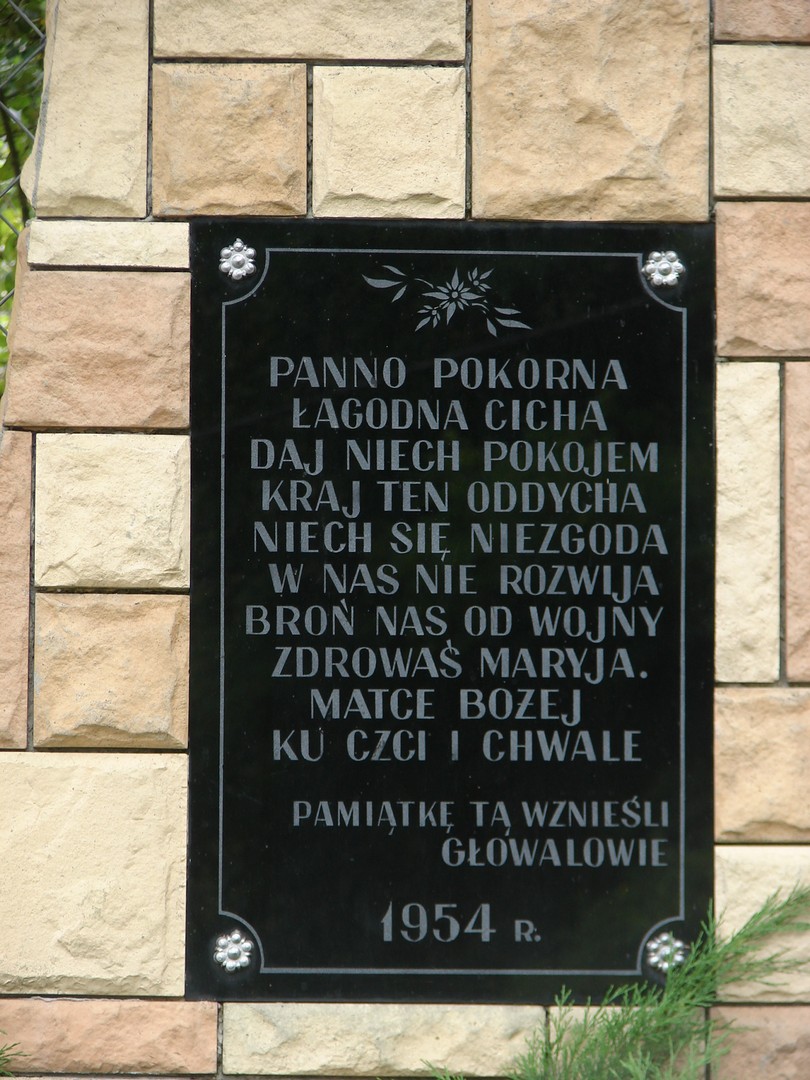 PANNO POKORNA
ŁAGODNA CICHA
DAJ NIECH POKOJEM
KRAJ TEN ODDYCHA
NIECH SIĘ NIEZGODA
W NAS NIE ROZWIJA
BROŃ NAS OD WOJNY
ZDROWAŚ MARYJA.
MATCE BOŻEJ
KU CZCI I CHWALE
PAMIĄTKĘ TĄ WZNIEŚLI
GŁOWALOWIE
1954 R.